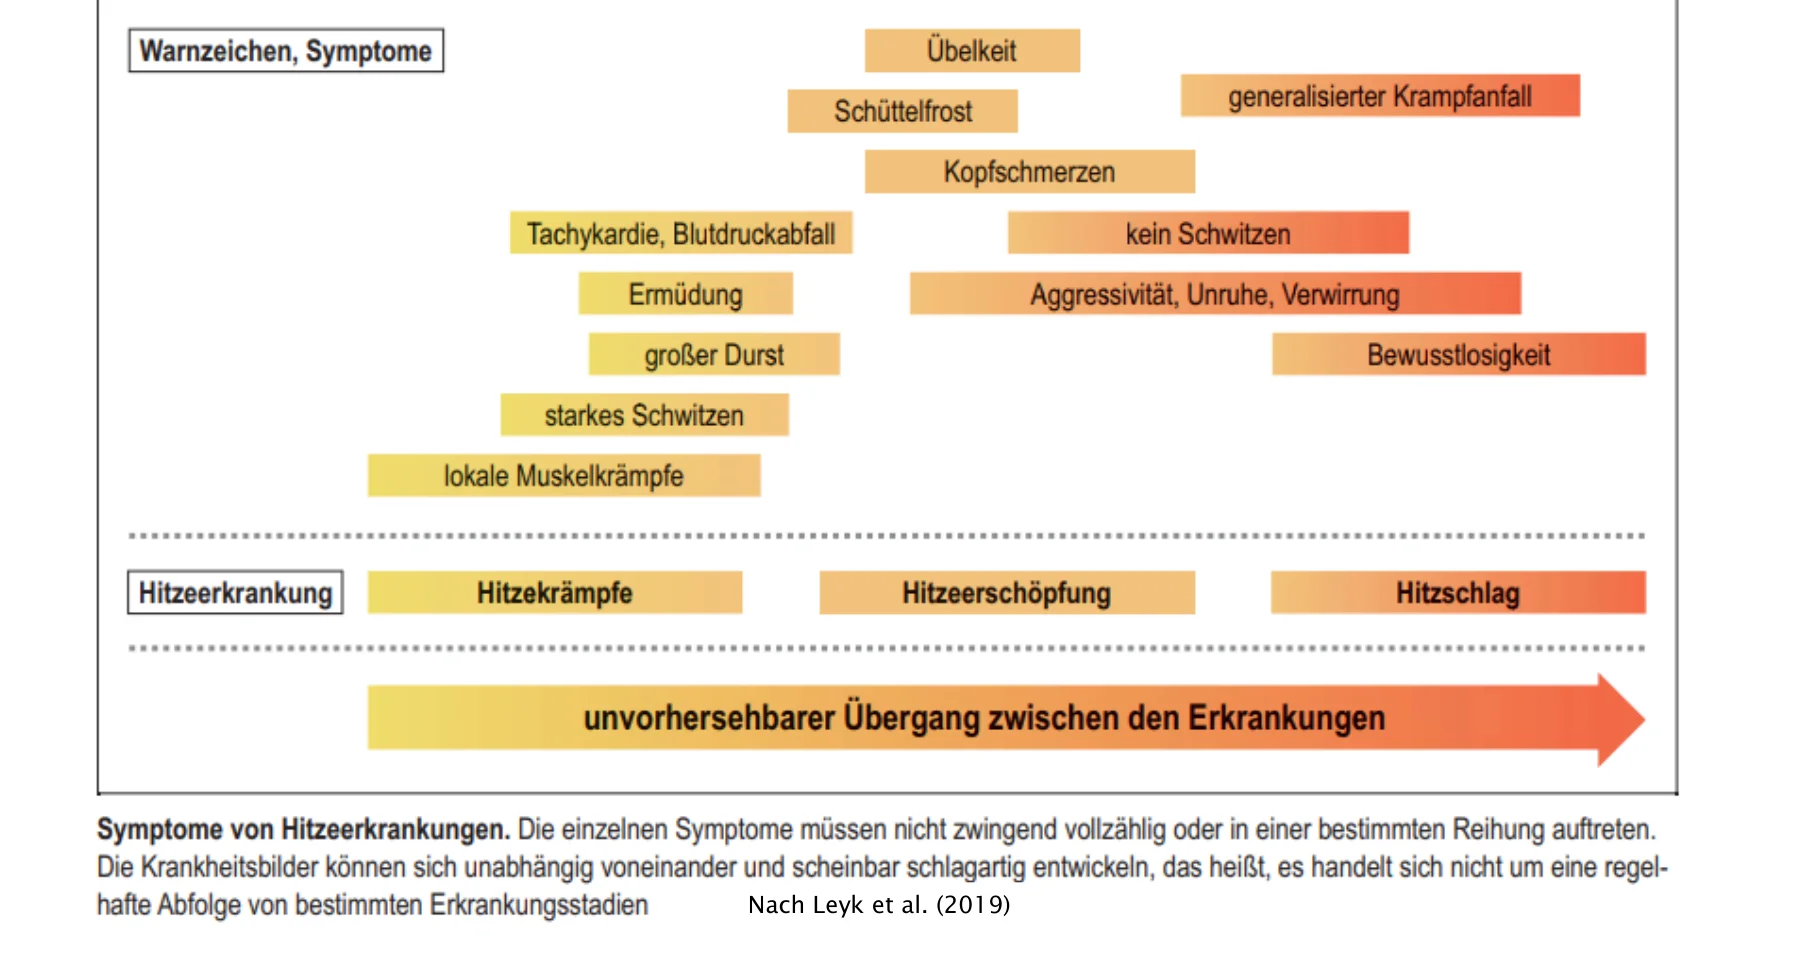 Warnzeichen, Symptome
Übelkeit
generalisierter Krampfanfall
Schüttelfrost
Kopfschmerzen
Tachykardie, Blutdruckabfall
kein Schwitzen
Ermüdung
Aggressivität, Unruhe, Verwirrung
großer Durst
Bewusstlosigkeit
starkes Schwitzen
lokale Muskelkrämpfe
Hitzeerkrankung
Hitzekrämpfe
Hitzeerschöpfung
Hitzschlag
unvorhersehbarer Übergang zwischen den Erkrankungen
Symptome von Hitzeerkrankungen. Die einzelnen Symptome müssen nicht zwingend vollzählig oder in einer bestimmten Reihung auftreten.
Die Krankheitsbilder können sich unabhängig voneinander und scheinbar schlagartig entwickeln, das heißt, es handelt sich nicht um eine regel-
hafte Abfolge von bestimmten Erkrankungsstadien
Nach Leyk et al. (2019)